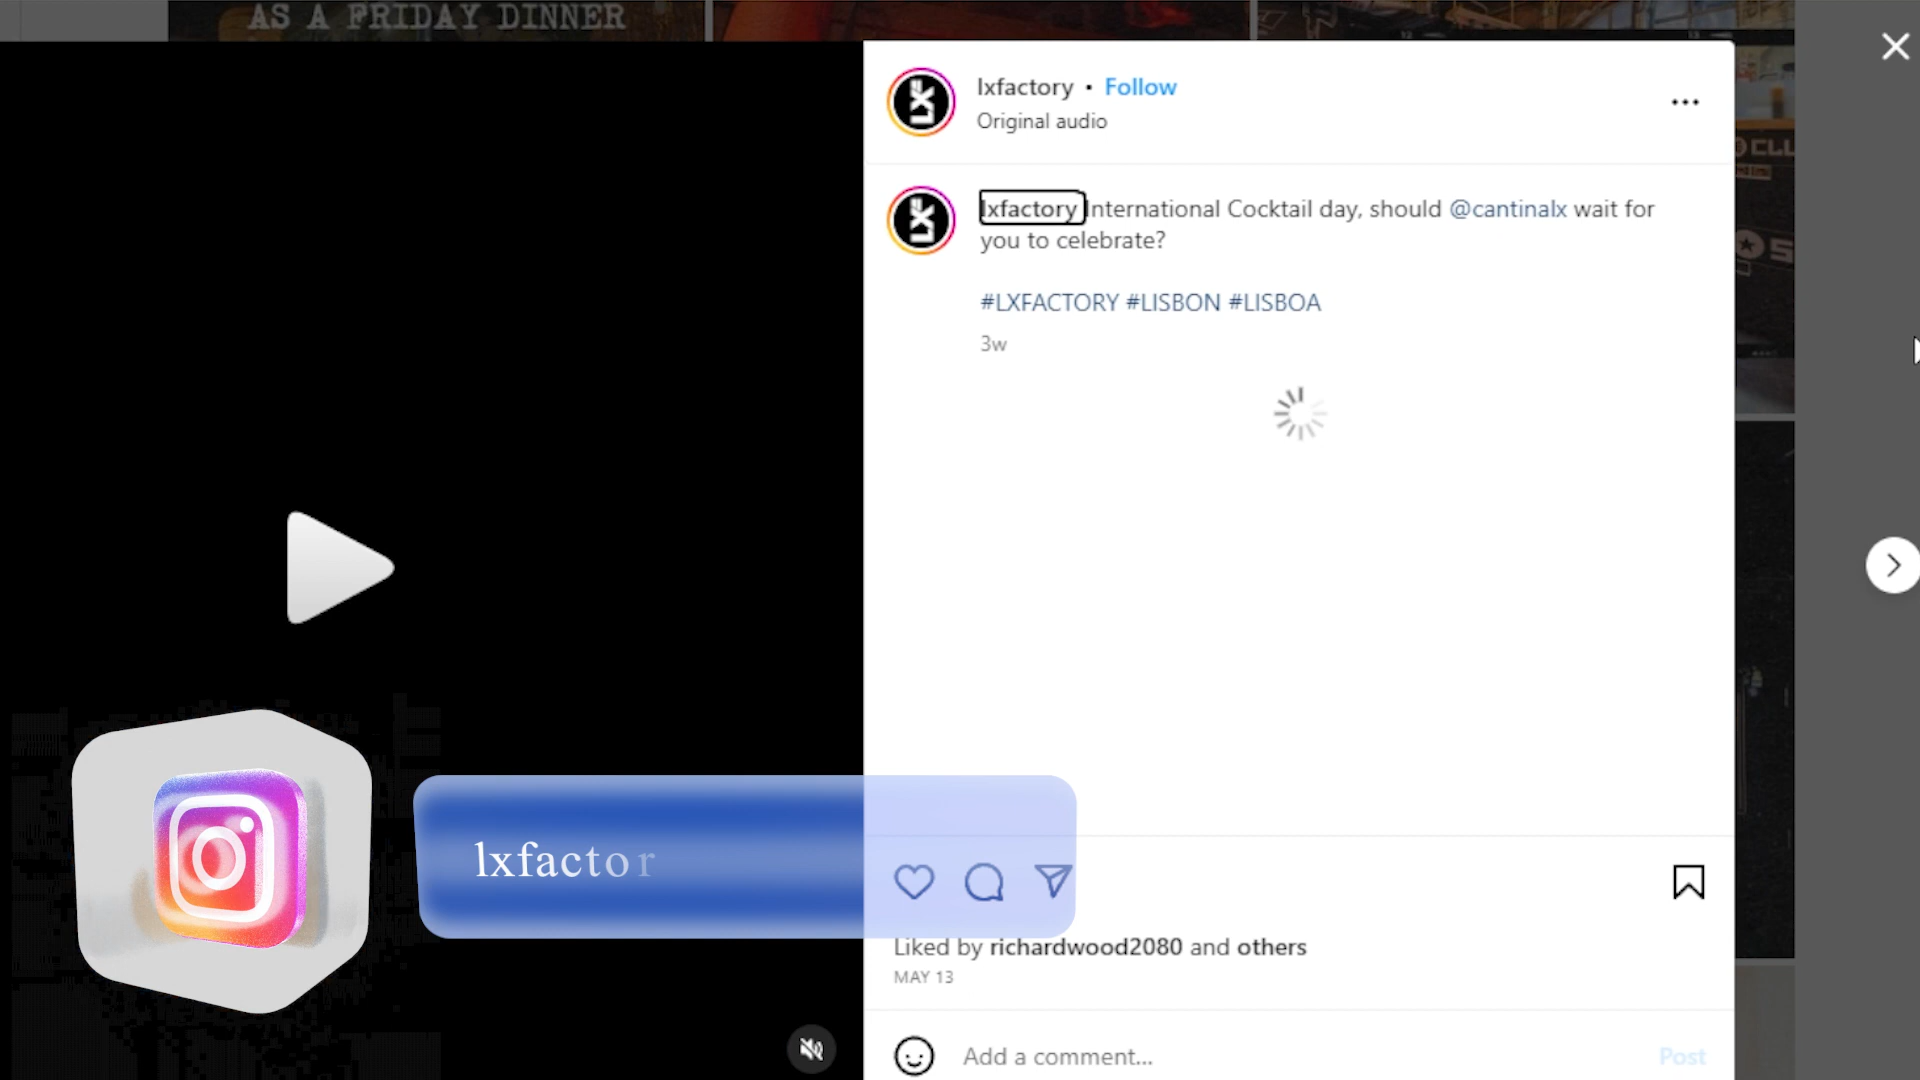 AS A FRIDAY DINNER
lxfactory • Follow
Original audio
lxfactory International Cocktail day, should @cantinalx wait for
you to celebrate?
#LXFACTORY #LISBON #LISBOA
3w
lxfactor
Liked by richardwood2080 and others
MAY 13
Add a comment...
Post